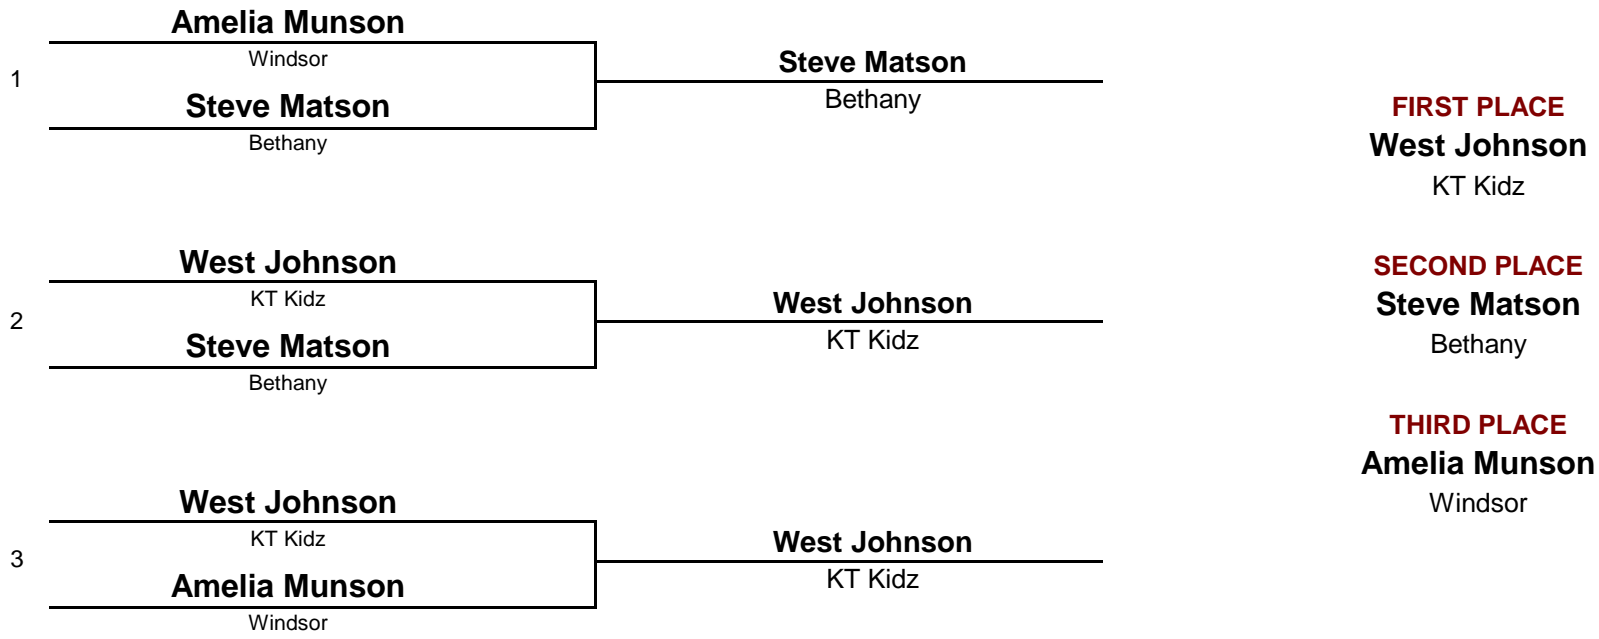 Amelia Munson
Windsor
1
Steve Matson
Bethany
Steve Matson
Bethany
West Johnson
KT Kidz
2
Steve Matson
Bethany
West Johnson
KT Kidz
West Johnson
KT Kidz
3
Amelia Munson
Windsor
West Johnson
KT Kidz
FIRST PLACE
West Johnson
KT Kidz
SECOND PLACE
Steve Matson
Bethany
THIRD PLACE
Amelia Munson
Windsor